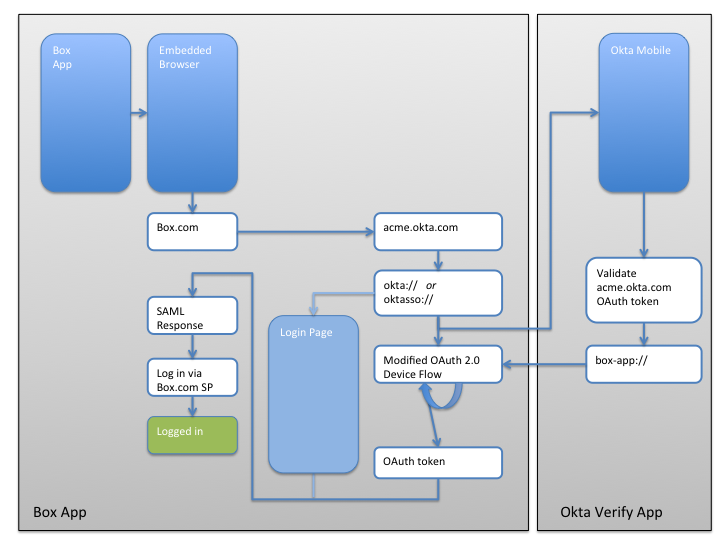 Box
App
Embedded
Browser
Okta Mobile
Box.com
acme.okta.com
okta:// or
oktasso://
Validate
acme.okta.com
OAuth token
SAML
Response
Login Page
Modified OAuth 2.0
Device Flow
box-app://
Log in via
Box.com SP
Logged in
OAuth token
Box App
Okta Verify App